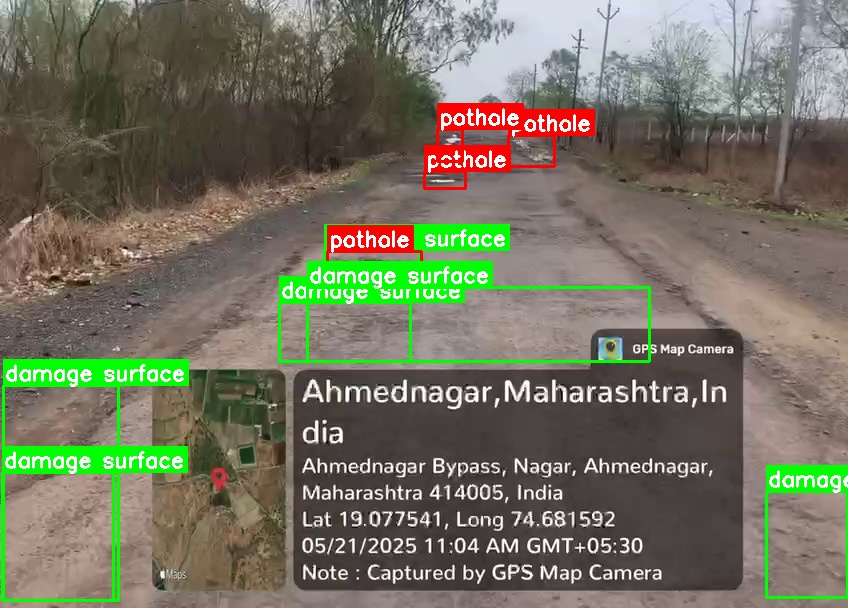 pothole
pothole
pothole
pothole surface
damage surface
damage surface
GPS Map Camera
damage surface
Ahmednagar,Maharashtra,In
dia
damage surface
Ahmednagar Bypass, Nagar, Ahmednagar,
Maharashtra 414005, India
damage
Lat 19.077541, Long 74.681592
05/21/2025 11:04 AM GMT+05:30
Note : Captured by GPS Map Camera
Maps